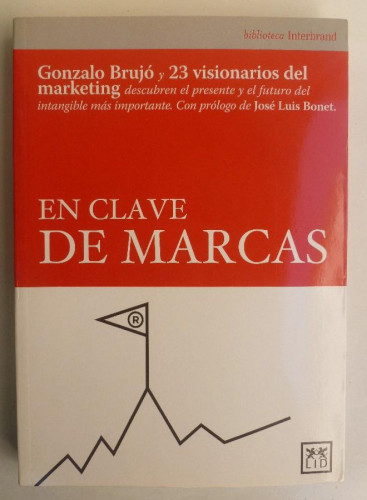 biblioteca Interbrand
Gonzalo Brujó y 23 visionarios del
marketing descubren el presente y el futuro del
intangible más importante. Con prólogo de José Luis Bonet.
EN CLAVE
DE MARCAS
®
LID